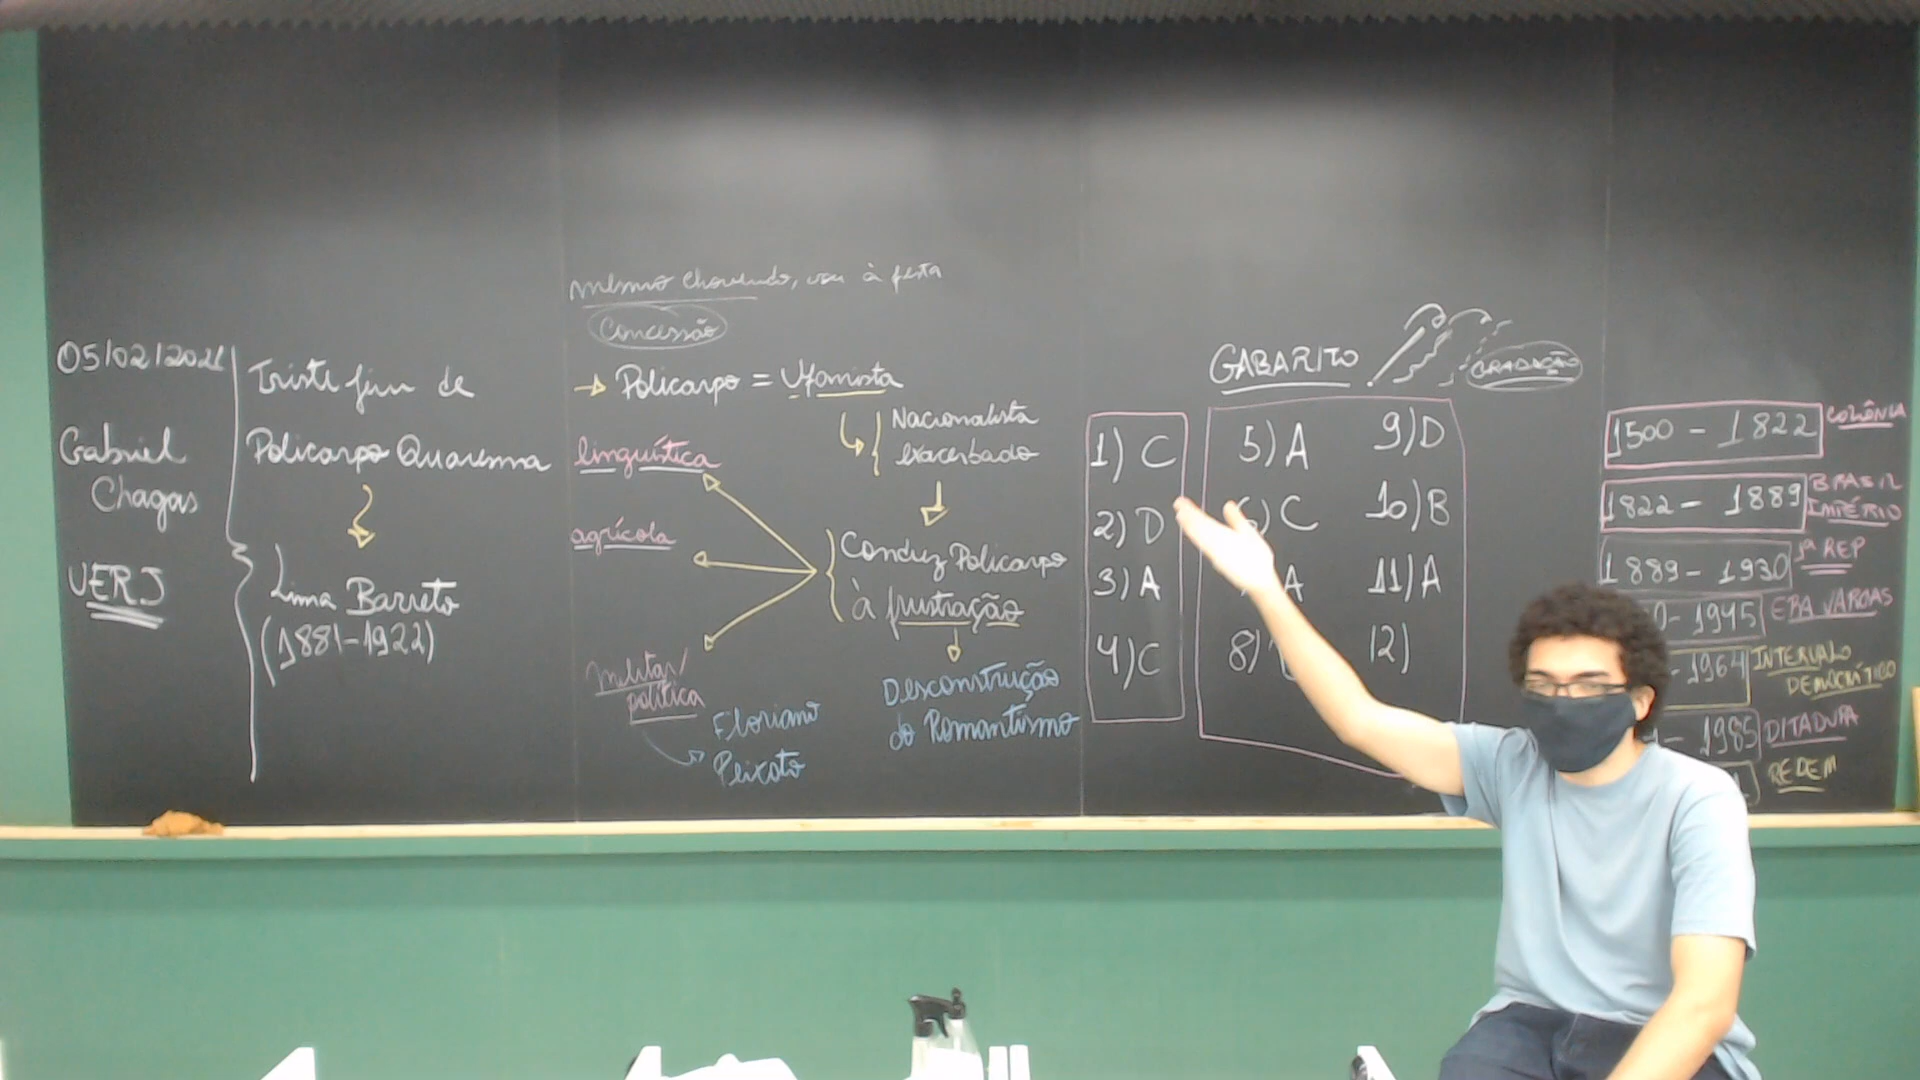 05/02/2021
Gabriel
Chagas
UERJ
Triste fim de
Policarpo Quaresma
Lima Barreto
(1881-1922)
mesmo chovendo, vou à festa
Concessão
→ Policarpo = Ufanista
Nacionalista
exacerbado
Conduz Policarpo
à frustração
Desconstrução
do Romantismo
linguística
agrícola
militar/
política
Floriano
Peixoto
GABARITO
GRADAÇÃO
1) C
2) D
3) A
4) C
5) A
6) C
A
8)
9) D
10) B
11) A
12)
1500 - 1822 COLÔNIA
1822 - 1889 BRASIL
IMPÉRIO
1889 - 1930 1ª REP
0 - 1945 ERA VARGAS
- 1964 INTERVALO
DEMOCRÁTICO
- 1985 DITADURA
REDEM